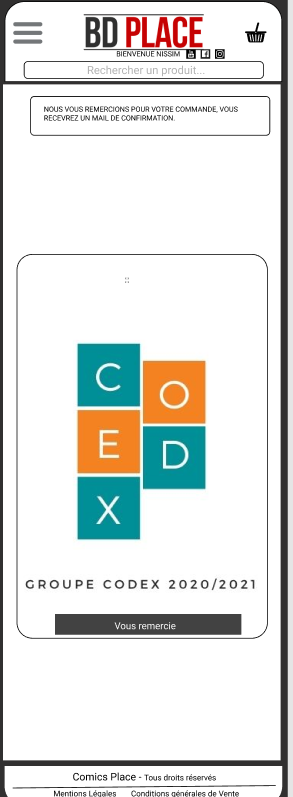 BD PLACE
BIENVENUE NISSIM
Rechercher un produit...
NOUS VOUS REMERCIONS POUR VOTRE COMMANDE, VOUS
RECEVREZ UN MAIL DE CONFIRMATION.
::
C
O
E
D
X
GROUPE CODEX 2020/2021
Vous remercie
Comics Place - Tous droits réservés
Mentions Légales Conditions générales de Vente